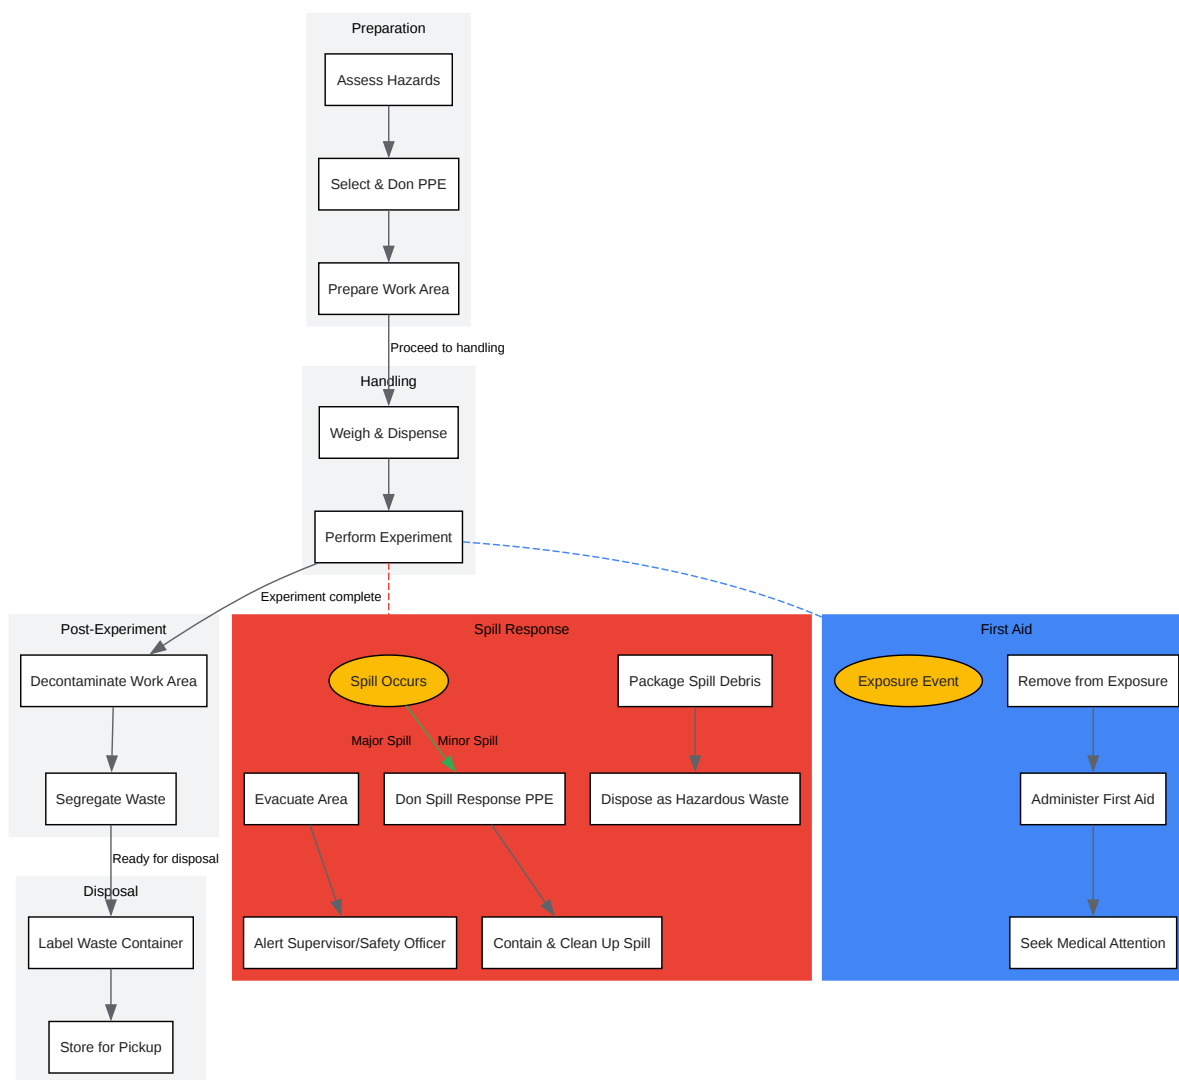 Preparation
Assess Hazards
Select & Don PPE
Prepare Work Area
Proceed to handling
Handling
Weigh & Dispense
Perform Experiment
Experiment complete
Post-Experiment
Decontaminate Work Area
Segregate Waste
Ready for disposal
Disposal
Label Waste Container
Store for Pickup
Spill Response
Spill Occurs
Package Spill Debris
Major Spill
Minor Spill
Evacuate Area
Don Spill Response PPE
Dispose as Hazardous Waste
Alert Supervisor/Safety Officer
Contain & Clean Up Spill
First Aid
Exposure Event
Remove from Exposure
Administer First Aid
Seek Medical Attention